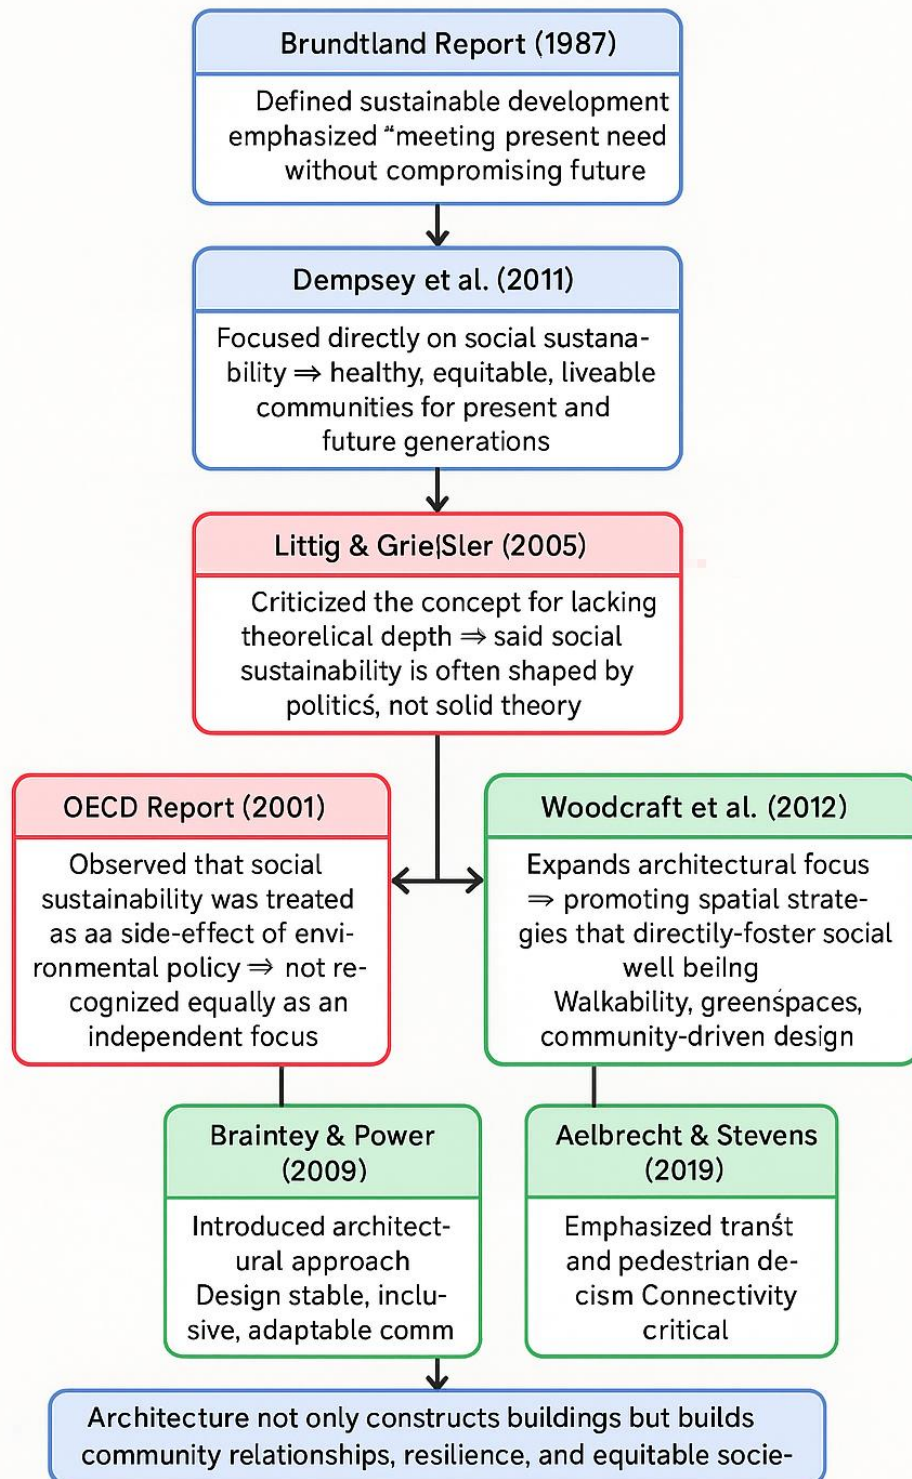 Brundtland Report (1987)
Defined sustainable development
emphasized “meeting present need
without compromising future
Dempsey et al. (2011)
Focused directly on social sustana-
bility ⇒ healthy, equitable, liveable
communities for present and
future generations
Littig & Grie|Sler (2005)
Criticized the concept for lacking
theorelical depth ⇒ said social
sustainability is often shaped by
politicś, not solid theory
OECD Report (2001)
Observed that social
sustainability was treated
as aa side-effect of envi-
ronmental policy ⇒ not re-
cognized equally as an
independent focus
Woodcraft et al. (2012)
Expands architectural focus
⇒ promoting spatial strate-
gies that directily-foster social
well beilng
Walkability, greenśpaces,
community-driven design
Braintey & Power
(2009)
Introduced architect-
ural approach
Design stable, inclu-
sive, adaptable comm
Aelbrecht & Stevens
(2019)
Emphasized tranśt
and pedestrian de-
cism Connectivity
critical
Architecture not only constructs buildings but builds
community relationships, resilience, and equitable socie-